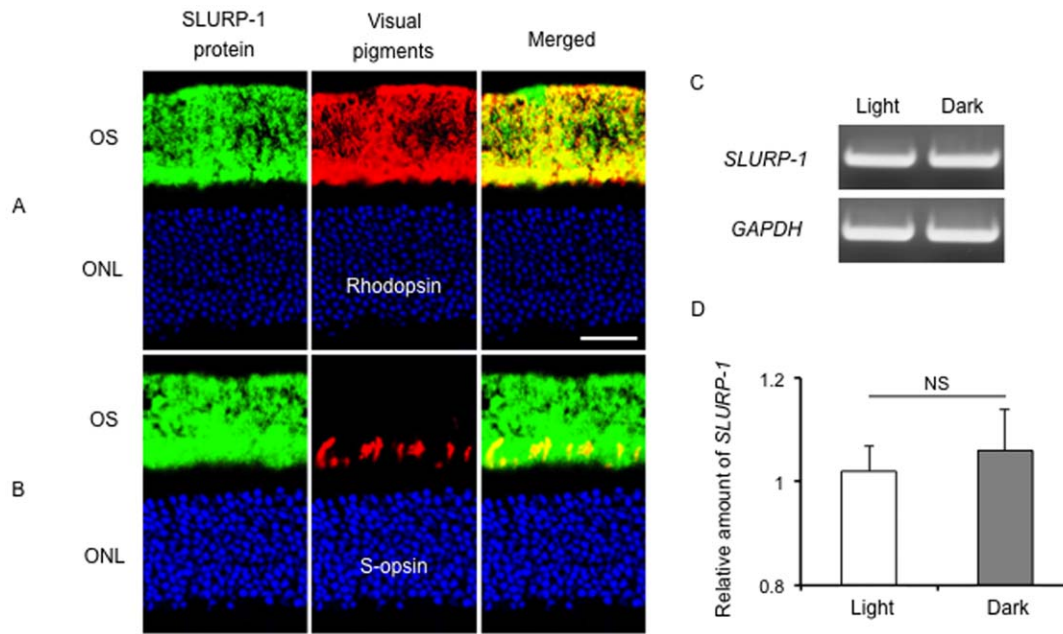 SLURP-1
protein
Visual
pigments
Merged
A
OS
ONL
Rhodopsin
B
OS
ONL
S-opsin
C
Light Dark
SLURP-1
GAPDH
D
Relative amount of SLURP-1
1.2
1
0.8
NS
Light Dark